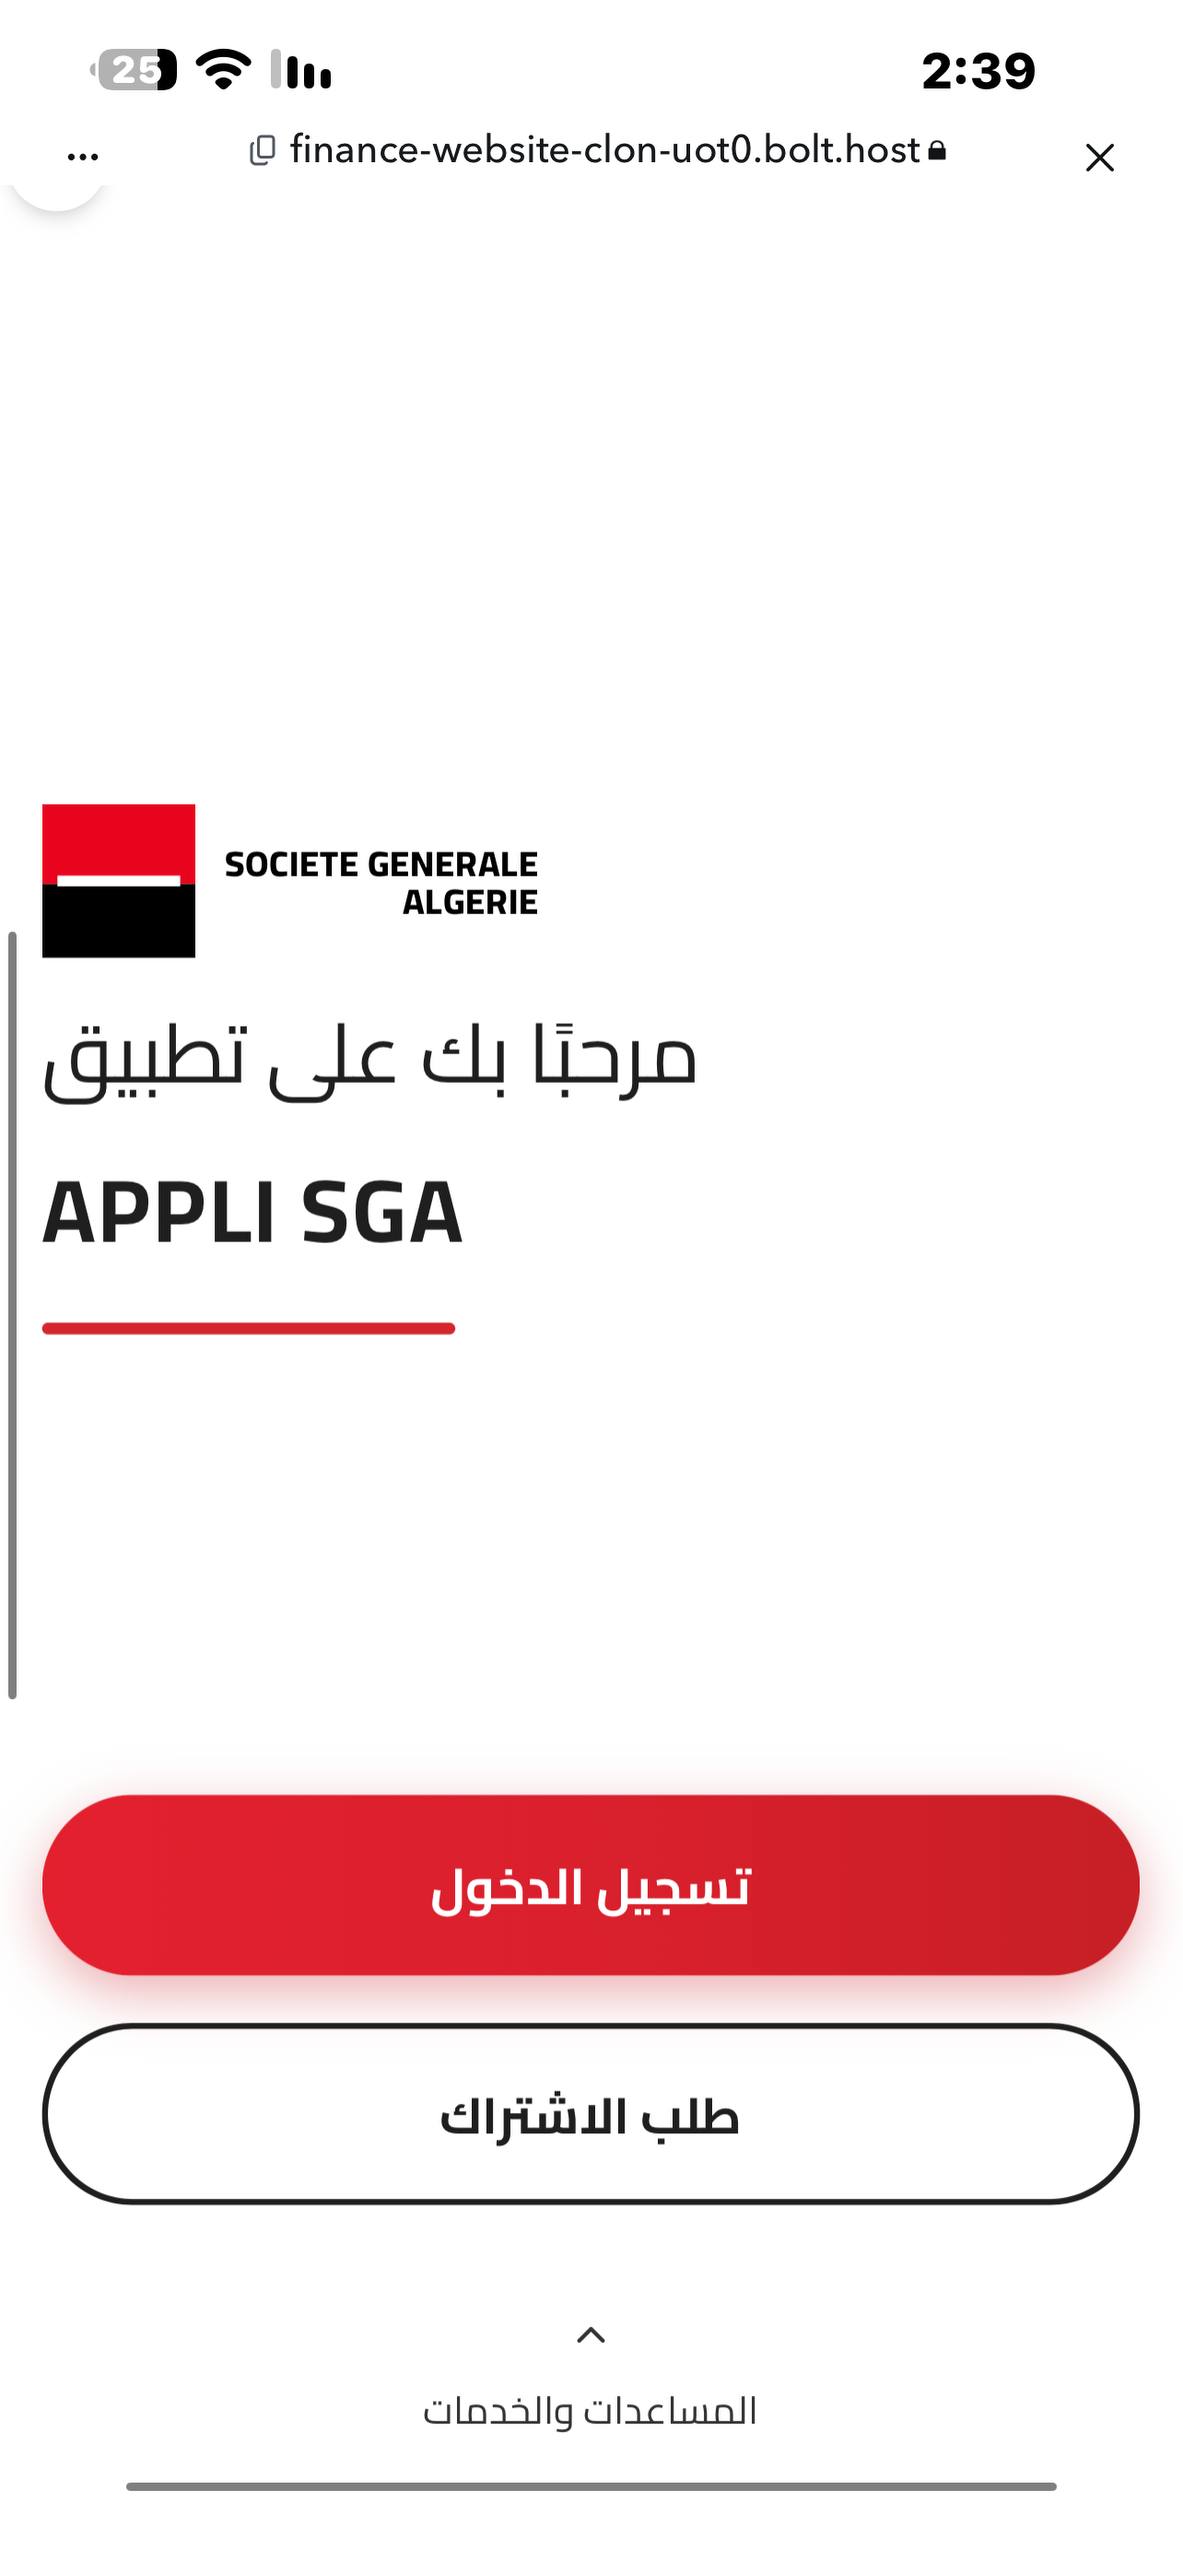 25
2:39
finance-website-clon-uot0.bolt.host
SOCIETE GENERALE
ALGERIE
مرحبًا بك على تطبيق
APPLI SGA
تسجيل الدخول
طلب الاشتراك
المساعدات والخدمات